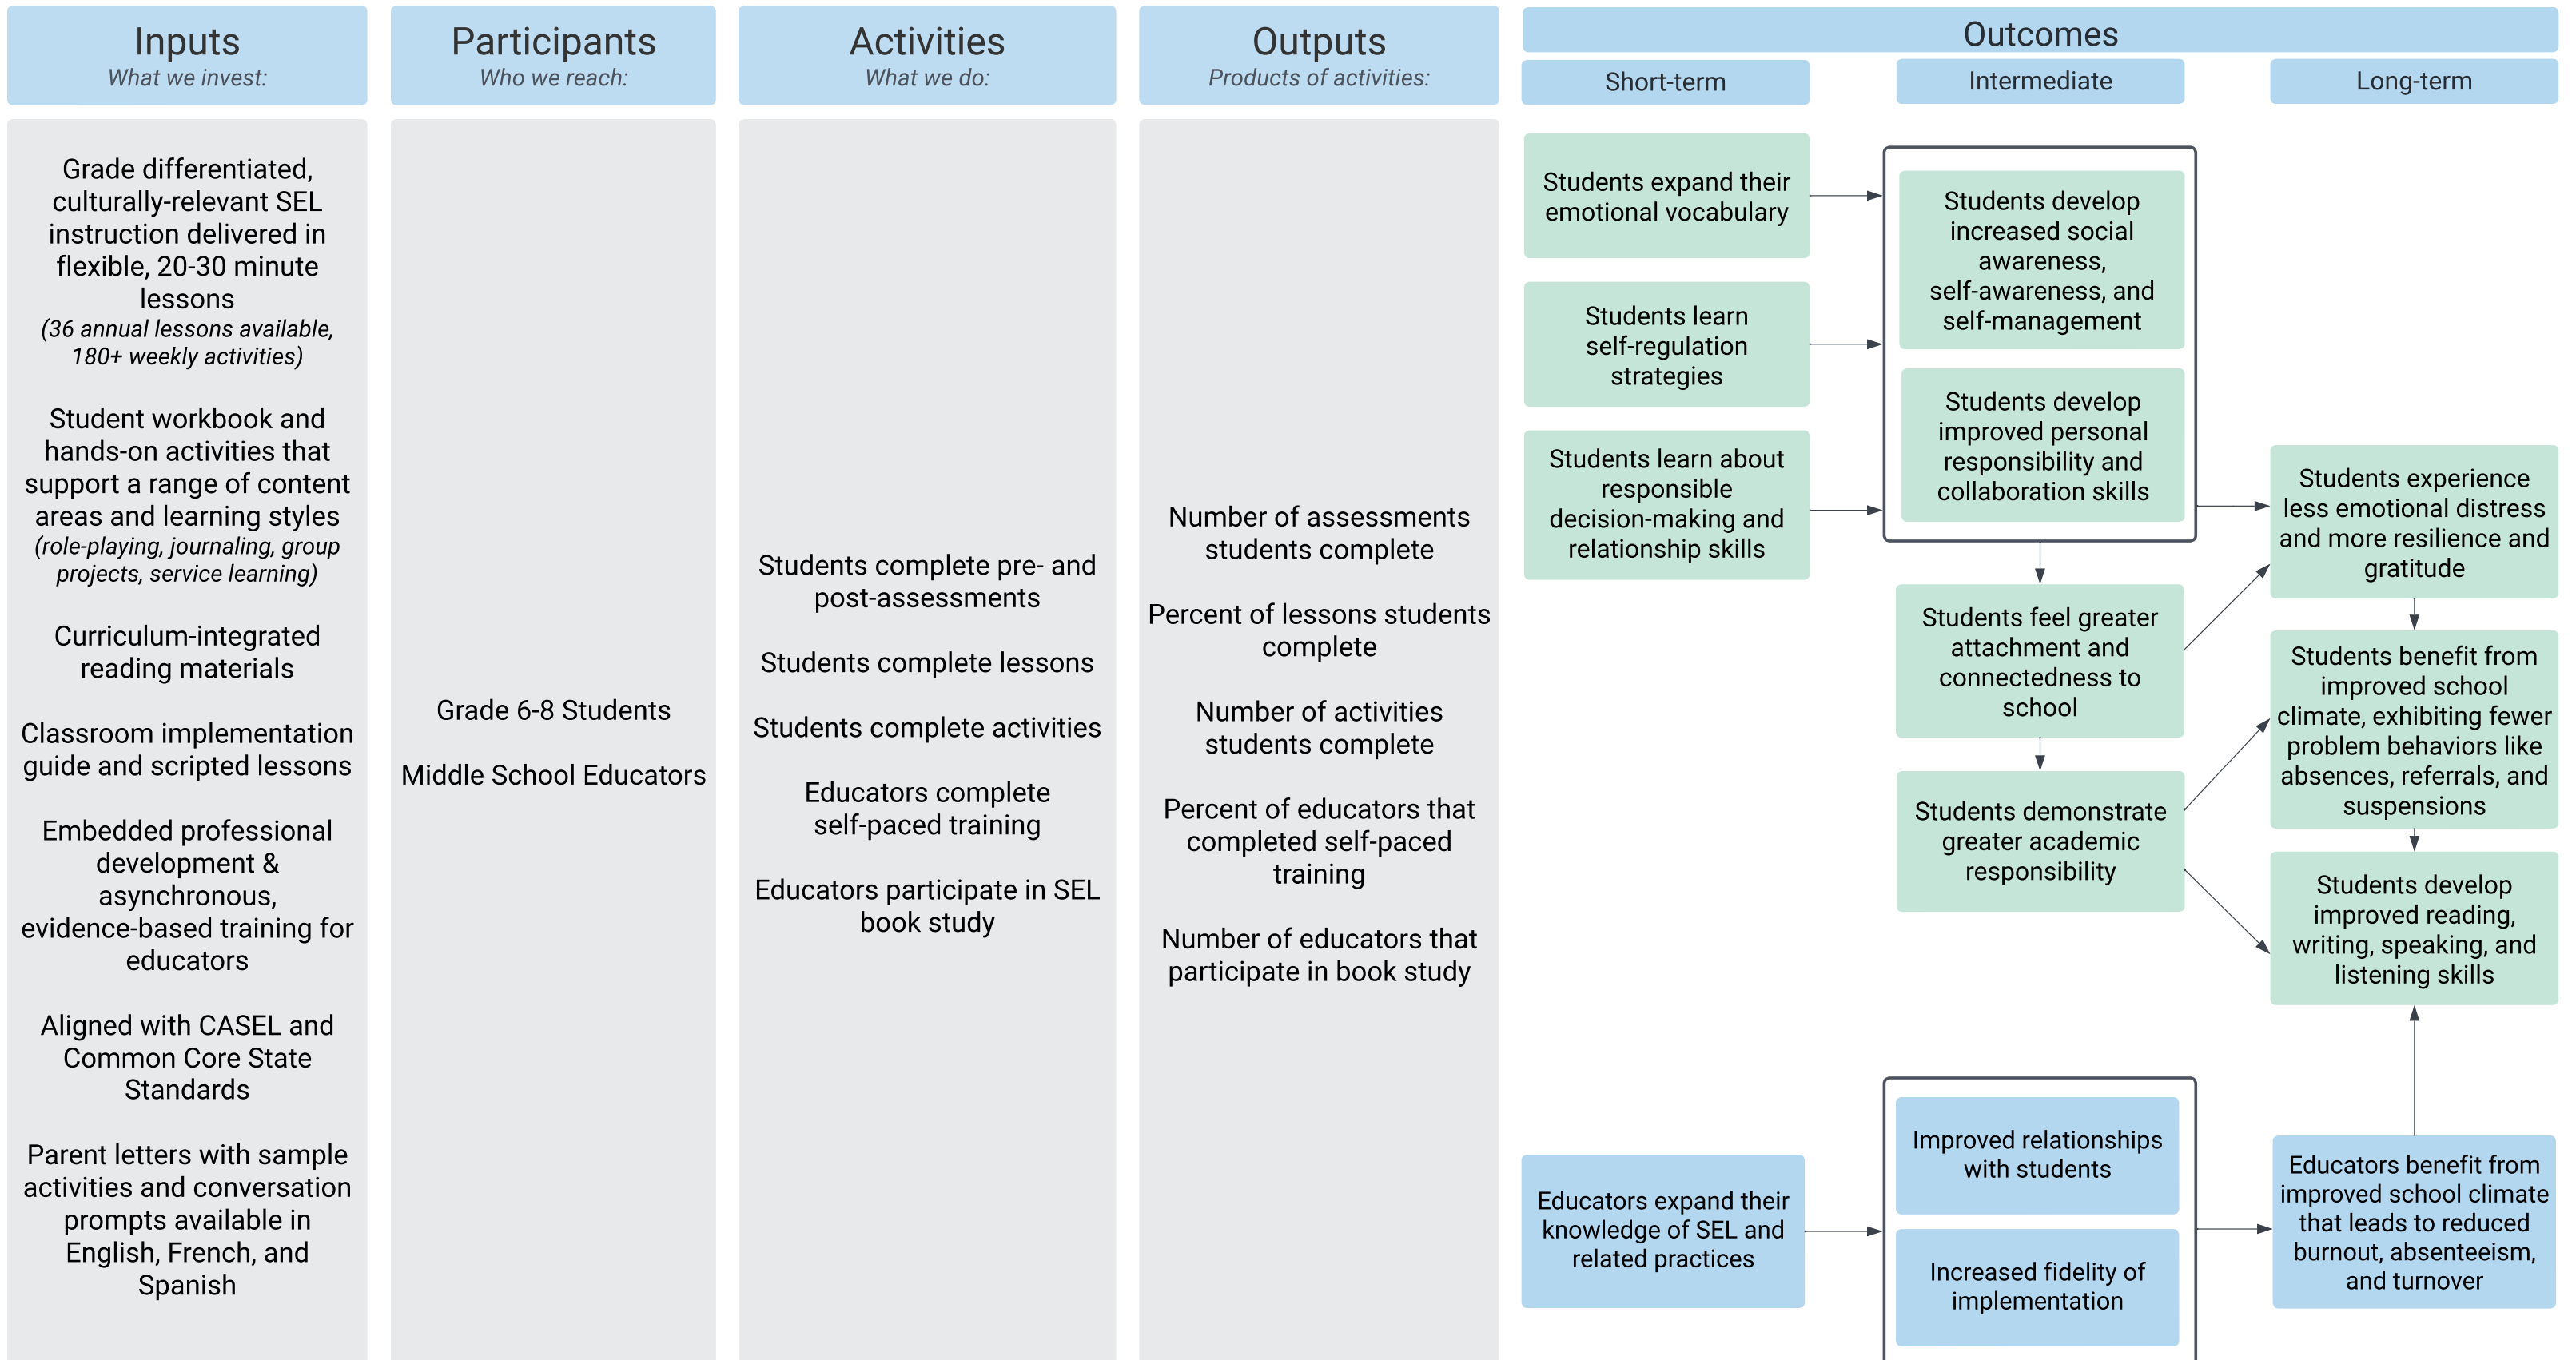 Inputs
What we invest:
Grade differentiated,
culturally-relevant SEL
instruction delivered in
flexible, 20-30 minute
lessons
(36 annual lessons available,
180+ weekly activities)
Student workbook and
hands-on activities that
support a range of content
areas and learning styles
(role-playing, journaling, group
projects, service learning)
Curriculum-integrated
reading materials
Classroom implementation
guide and scripted lessons
Embedded professional
development &
asynchronous,
evidence-based training for
educators
Aligned with CASEL and
Common Core State
Standards
Parent letters with sample
activities and conversation
prompts available in
English, French, and
Spanish
Participants
Who we reach:
Grade 6-8 Students
Middle School Educators
Activities
What we do:
Students complete pre- and
post-assessments
Students complete lessons
Students complete activities
Educators complete
self-paced training
Educators participate in SEL
book study
Outputs
Products of activities:
Number of assessments
students complete
Percent of lessons students
complete
Number of activities
students complete
Percent of educators that
completed self-paced
training
Number of educators that
participate in book study
Outcomes
Short-term
Students expand their
emotional vocabulary
Students learn
self-regulation
strategies
Students learn about
responsible
decision-making and
relationship skills
Educators expand their
knowledge of SEL and
related practices
Intermediate
Students develop
increased social
awareness,
self-awareness, and
self-management
Students develop
improved personal
responsibility and
collaboration skills
Students feel greater
attachment and
connectedness to
school
Students demonstrate
greater academic
responsibility
Improved relationships
with students
Increased fidelity of
implementation
Long-term
Students experience
less emotional distress
and more resilience and
gratitude
Students benefit from
improved school
climate, exhibiting fewer
problem behaviors like
absences, referrals, and
suspensions
Students develop
improved reading,
writing, speaking, and
listening skills
Educators benefit from
improved school climate
that leads to reduced
burnout, absenteeism,
and turnover